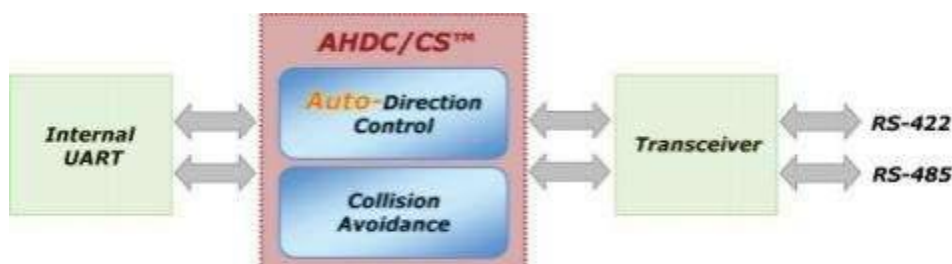 AHDC/CS™
Auto-Direction
Control
Internal
UART
Transceiver
RS-422
RS-485
Collision
Avoidance